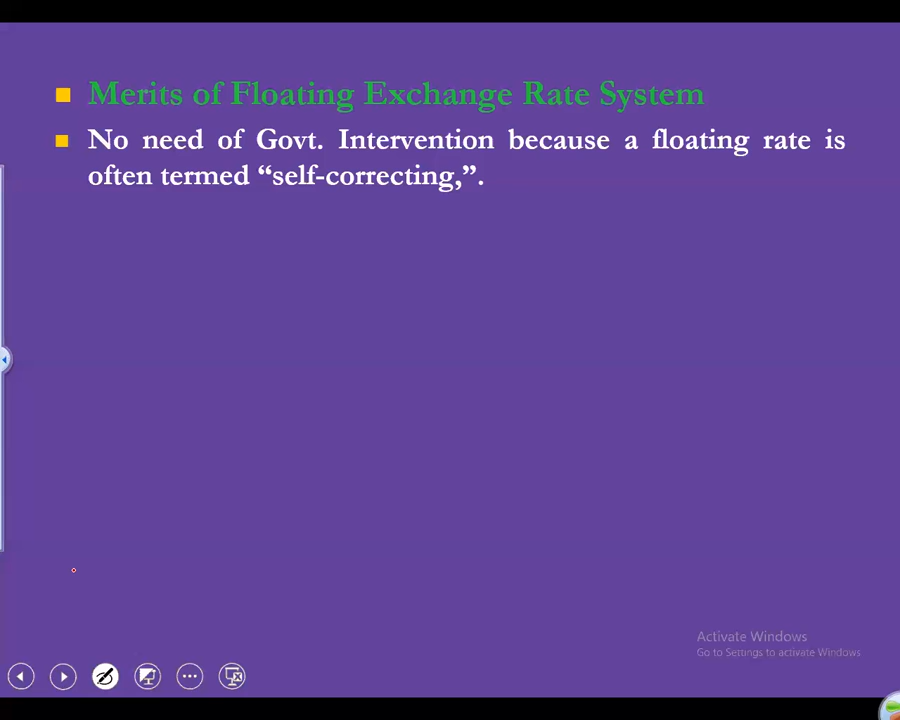 Merits of Floating Exchange Rate System
No need of Govt. Intervention because a floating rate is
often termed “self-correcting,”.
Activate Windows
Go to Settings to activate Windows